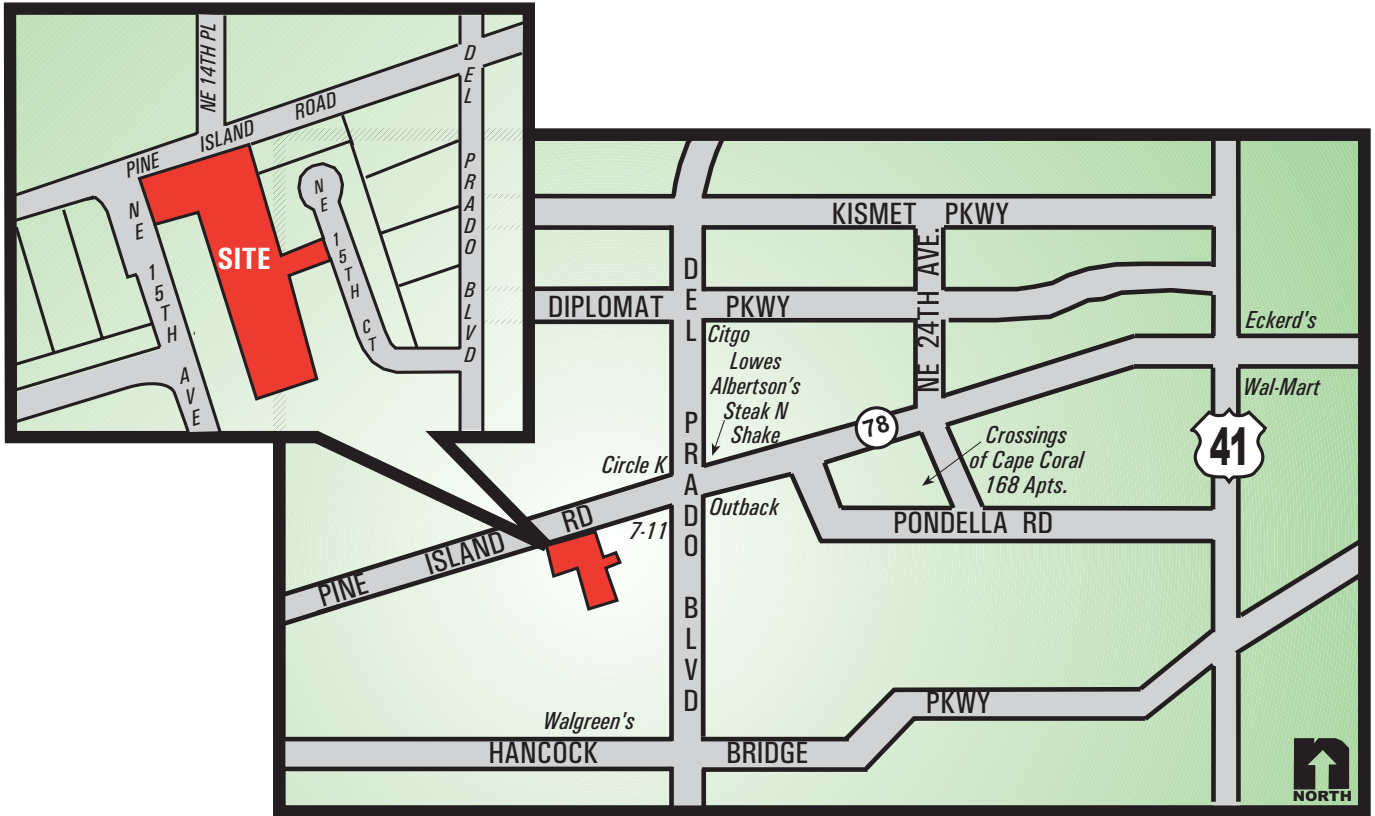 NE 14TH PL
DEL PRADO BLVD
PINE ISLAND ROAD
NE 15TH AVE
SITE
NE 15TH CT
KISMET PKWY
NE 24TH AVE.
DIPLOMAT PKWY
DEL PRADO BLVD
Citgo
Lowes
Albertson's
Steak N
Shake
Eckerd's
Wal-Mart
41
78
Crossings
of Cape Coral
168 Apts.
Circle K
Outback
7-11
PINE ISLAND RD
PONDELLA RD
Walgreen's
HANCOCK BRIDGE PKWY
n
NORTH